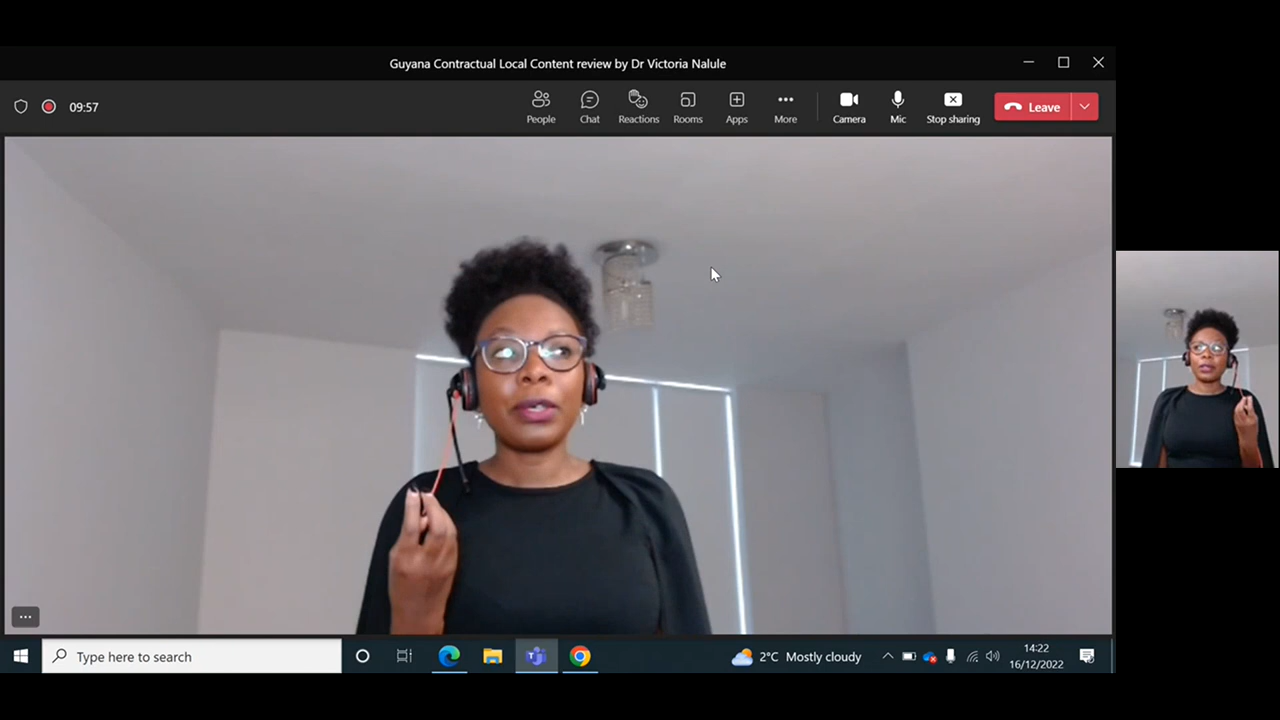 Guyana Contractual Local Content review by Dr Victoria Nalule
09:57
People
Chat
Reactions
Rooms
Apps
More
Camera
Mic
Stop sharing
Leave
Type here to search
2°C Mostly cloudy
14:22
16/12/2022